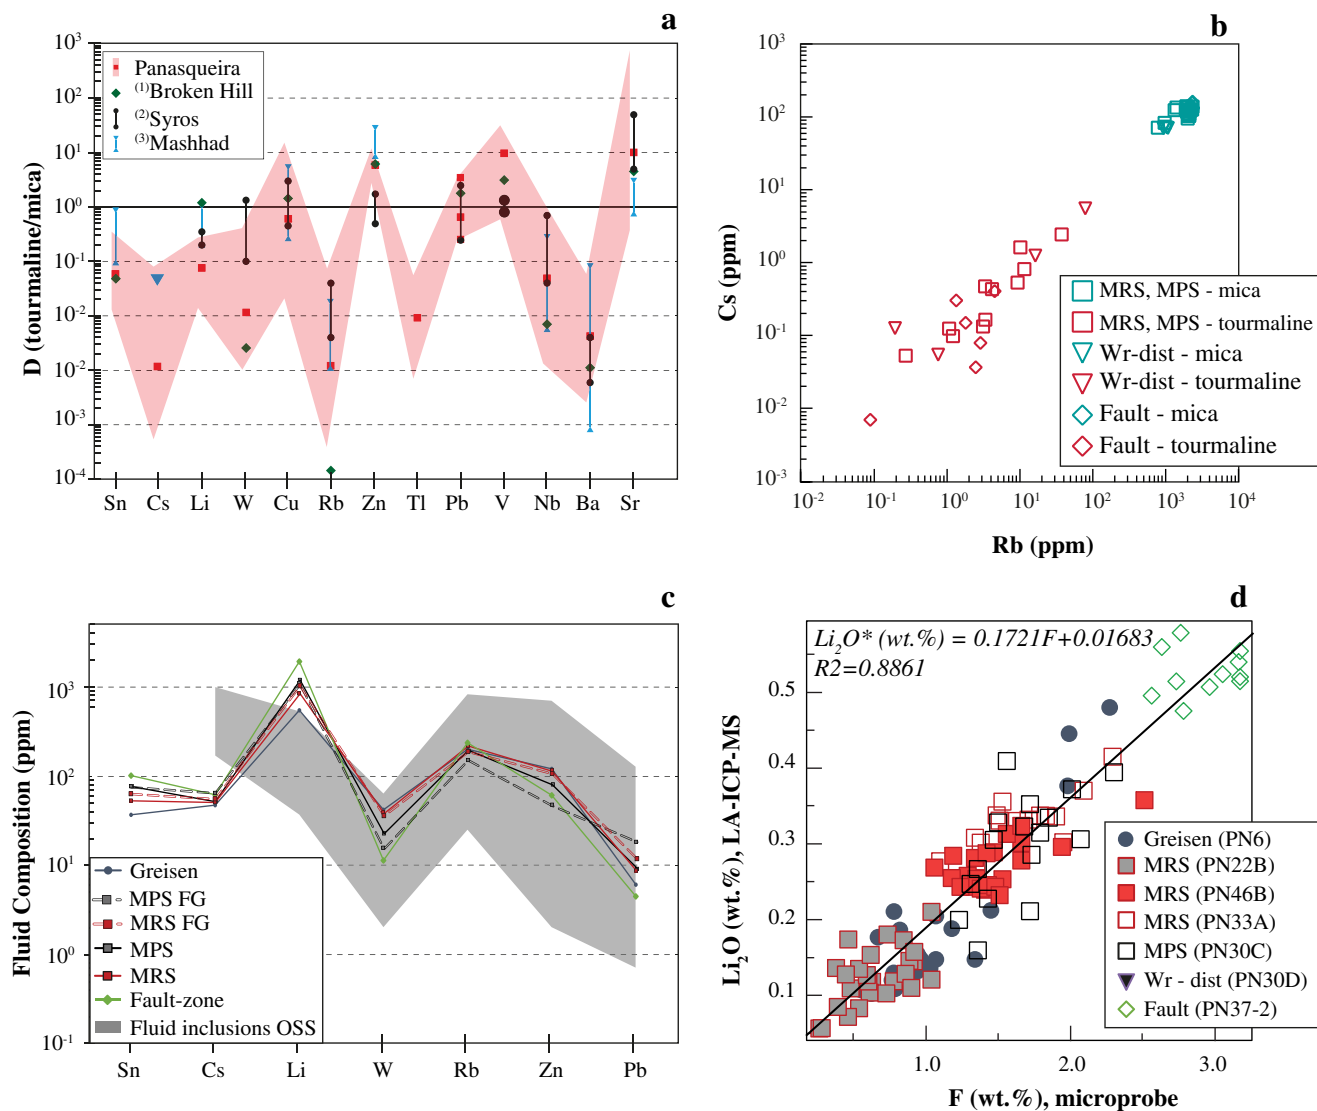 a
10³
10²
10¹
10⁰
10⁻¹
10⁻²
10⁻³
10⁻⁴
D (tourmaline/mica)
Panasqueira
⁽¹⁾Broken Hill
⁽²⁾Syros
⁽³⁾Mashhad
Sn Cs Li W Cu Rb Zn Tl Pb V Nb Ba Sr
b
10³
10²
10¹
10⁰
10⁻¹
10⁻²
10⁻³
Cs (ppm)
MRS, MPS - mica
MRS, MPS - tourmaline
Wr-dist - mica
Wr-dist - tourmaline
Fault - mica
Fault - tourmaline
10⁻² 10⁻¹ 10⁰ 10¹ 10² 10³ 10⁴
Rb (ppm)
c
10³
10²
10¹
10⁰
10⁻¹
Fluid Composition (ppm)
Greisen
MPS FG
MRS FG
MPS
MRS
Fault-zone
Fluid inclusions OSS
Sn Cs Li W Rb Zn Pb
d
Li₂O* (wt.%) = 0.1721F+0.01683
R2=0.8861
0.5
0.4
0.3
0.2
0.1
Li₂O (wt.%), LA-ICP-MS
Greisen (PN6)
MRS (PN22B)
MRS (PN46B)
MRS (PN33A)
MPS (PN30C)
Wr - dist (PN30D)
Fault (PN37-2)
1.0 2.0 3.0
F (wt.%), microprobe